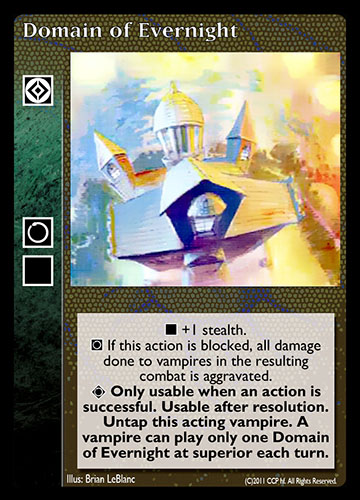 Domain of Evernight
+1 stealth.
If this action is blocked, all damage
done to vampires in the resulting
combat is aggravated.
Only usable when an action is
successful. Usable after resolution.
Untap this acting vampire. A
vampire can play only one Domain
of Evernight at superior each turn.
Illus: Brian LeBlanc
(C)2011 CCP hf. All Rights Reserved.